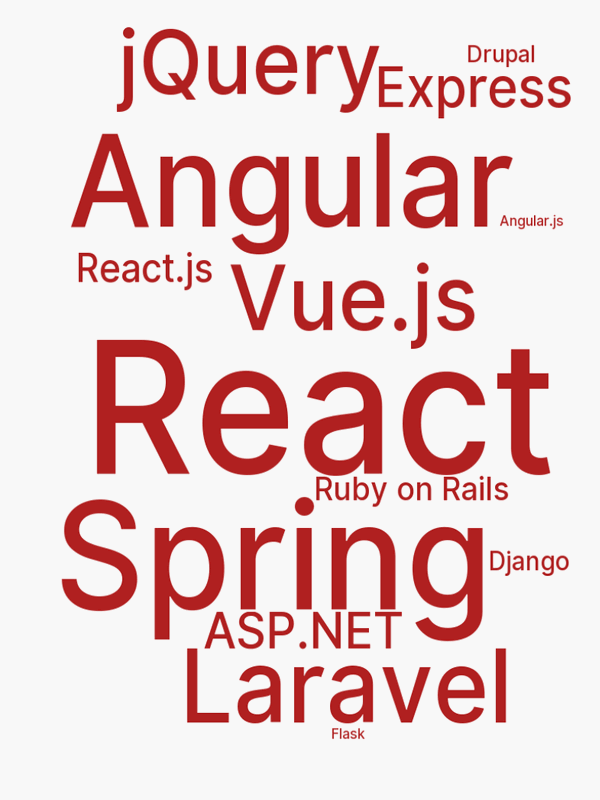 jQuery
Drupal
Express
Angular
Angular.js
React.js
Vue.js
React
Ruby on Rails
Spring
Django
ASP.NET
Laravel
Flask